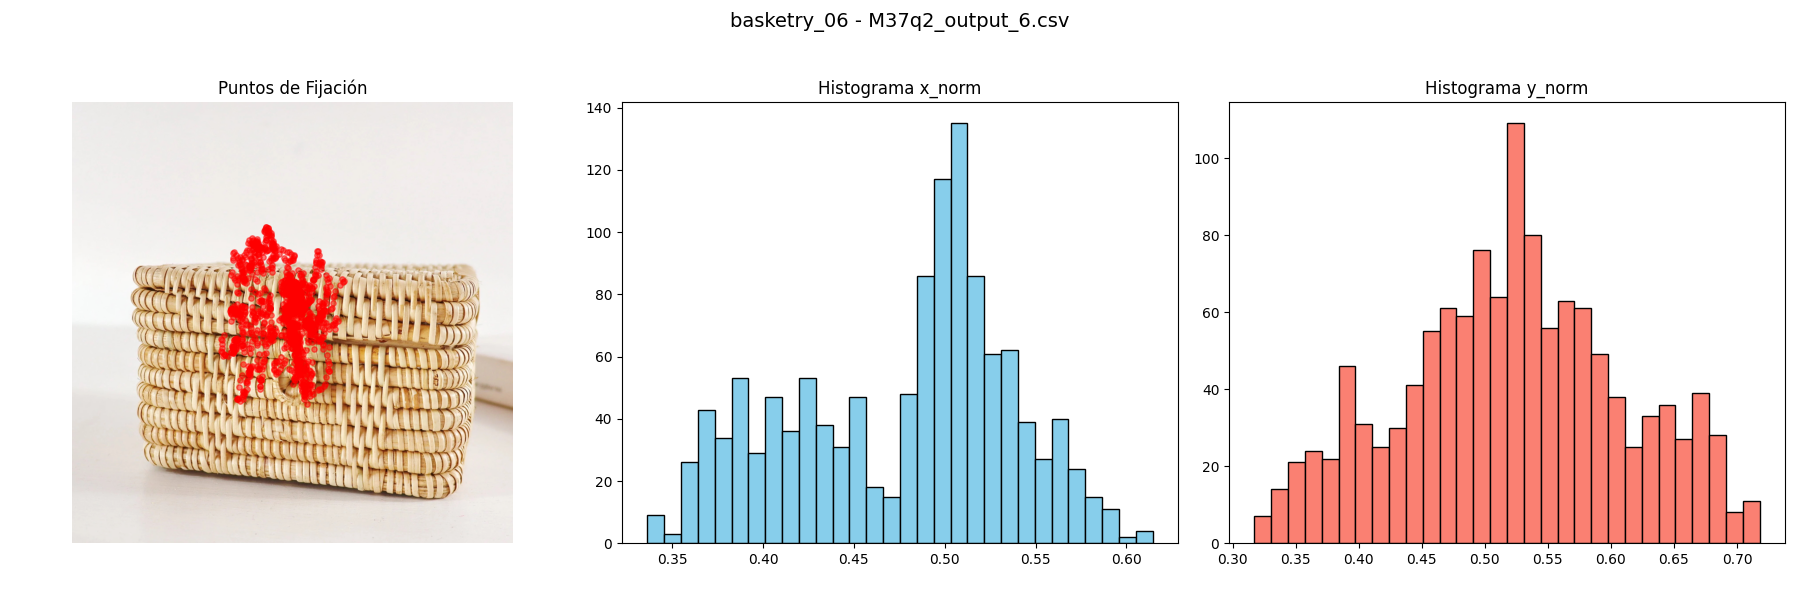 basketry_06 - M37q2_output_6.csv
Puntos de Fijación
Histograma x_norm
Histograma y_norm
140
120
100
80
60
40
20
0
0.35 0.40 0.45 0.50 0.55 0.60
100
80
60
40
20
0
0.30 0.35 0.40 0.45 0.50 0.55 0.60 0.65 0.70